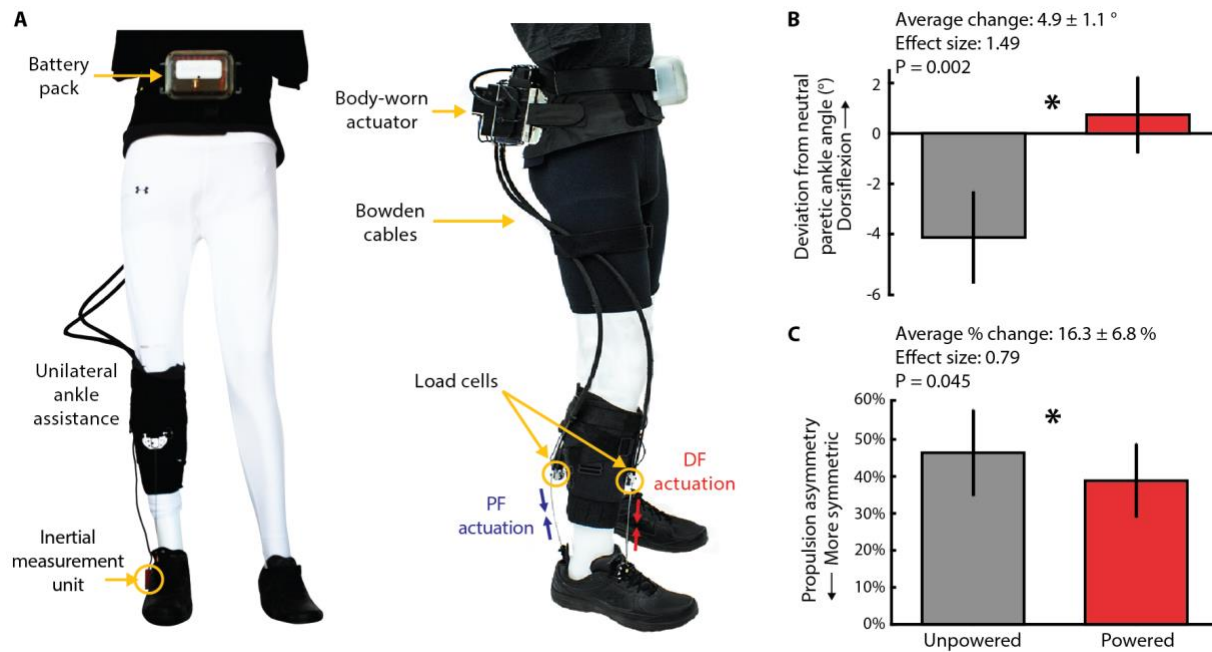 A
Battery
pack
Unilateral
ankle
assistance
Inertial
measurement
unit
Body-worn
actuator
Bowden
cables
Load cells
PF
actuation
DF
actuation
B
Average change: 4.9 ± 1.1 °
Effect size: 1.49
P = 0.002
Deviation from neutral
paretic ankle angle (°)
Dorsiflexion
2
0
-2
-4
-6
*
C
Average % change: 16.3 ± 6.8 %
Effect size: 0.79
P = 0.045
Propulsion asymmetry
More symmetric
60%
50%
40%
30%
20%
10%
0%
*
Unpowered
Powered